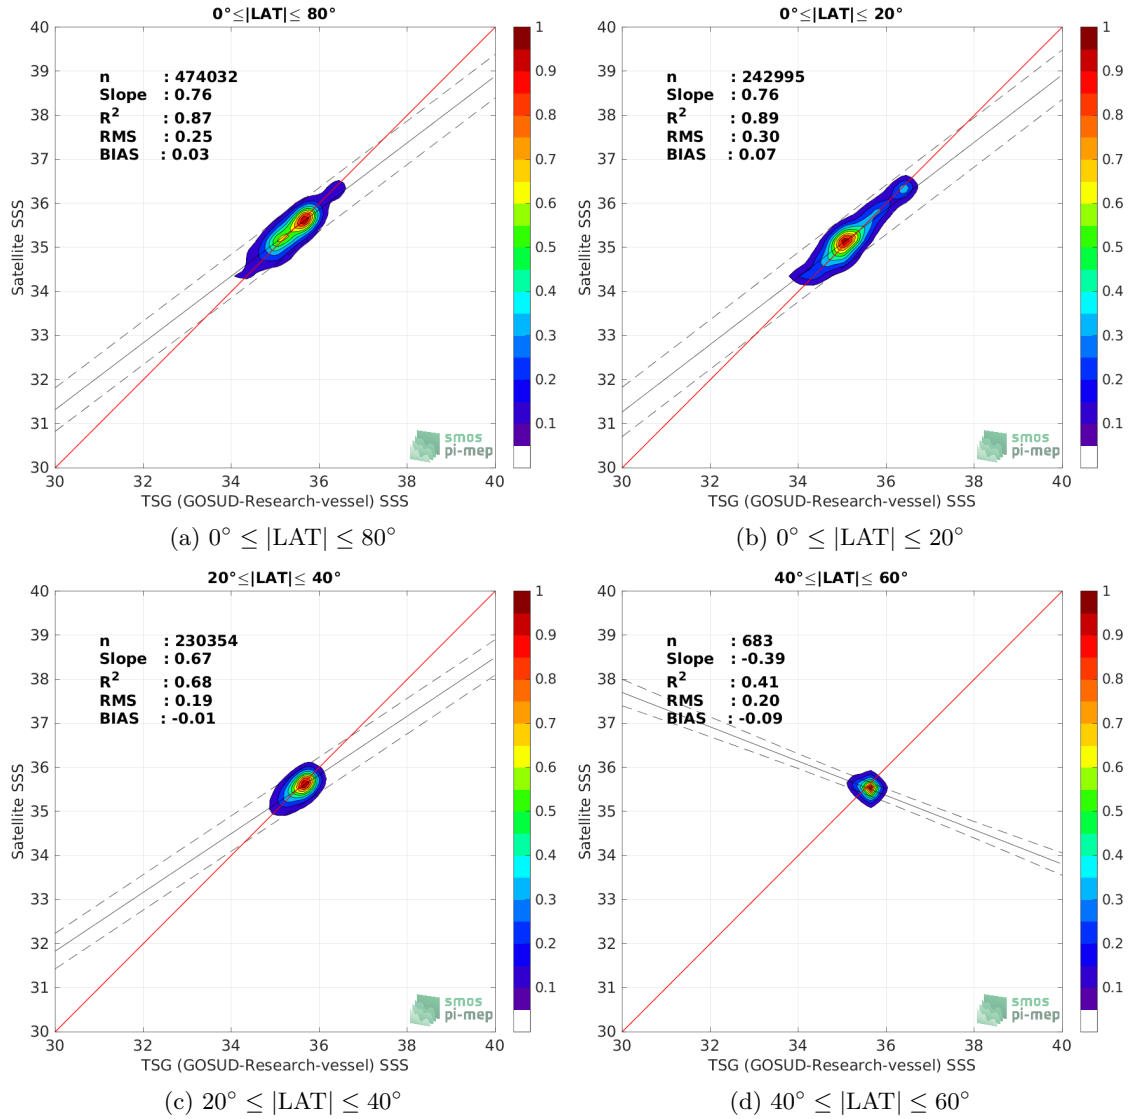 0°≤|LAT|≤ 80°
n : 474032
Slope : 0.76
R² : 0.87
RMS : 0.25
BIAS : 0.03
Satellite SSS
40
39
38
37
36
35
34
33
32
31
30
30 32 34 36 38 40
TSG (GOSUD-Research-vessel) SSS
smos
pi-mep
1
0.9
0.8
0.7
0.6
0.5
0.4
0.3
0.2
0.1
(a) 0° ≤ |LAT| ≤ 80°
0°≤|LAT|≤ 20°
n : 242995
Slope : 0.76
R² : 0.89
RMS : 0.30
BIAS : 0.07
Satellite SSS
40
39
38
37
36
35
34
33
32
31
30
30 32 34 36 38 40
TSG (GOSUD-Research-vessel) SSS
smos
pi-mep
1
0.9
0.8
0.7
0.6
0.5
0.4
0.3
0.2
0.1
(b) 0° ≤ |LAT| ≤ 20°
20°≤|LAT|≤ 40°
n : 230354
Slope : 0.67
R² : 0.68
RMS : 0.19
BIAS : -0.01
Satellite SSS
40
39
38
37
36
35
34
33
32
31
30
30 32 34 36 38 40
TSG (GOSUD-Research-vessel) SSS
smos
pi-mep
1
0.9
0.8
0.7
0.6
0.5
0.4
0.3
0.2
0.1
(c) 20° ≤ |LAT| ≤ 40°
40°≤|LAT|≤ 60°
n : 683
Slope : -0.39
R² : 0.41
RMS : 0.20
BIAS : -0.09
Satellite SSS
40
39
38
37
36
35
34
33
32
31
30
30 32 34 36 38 40
TSG (GOSUD-Research-vessel) SSS
smos
pi-mep
1
0.9
0.8
0.7
0.6
0.5
0.4
0.3
0.2
0.1
(d) 40° ≤ |LAT| ≤ 60°